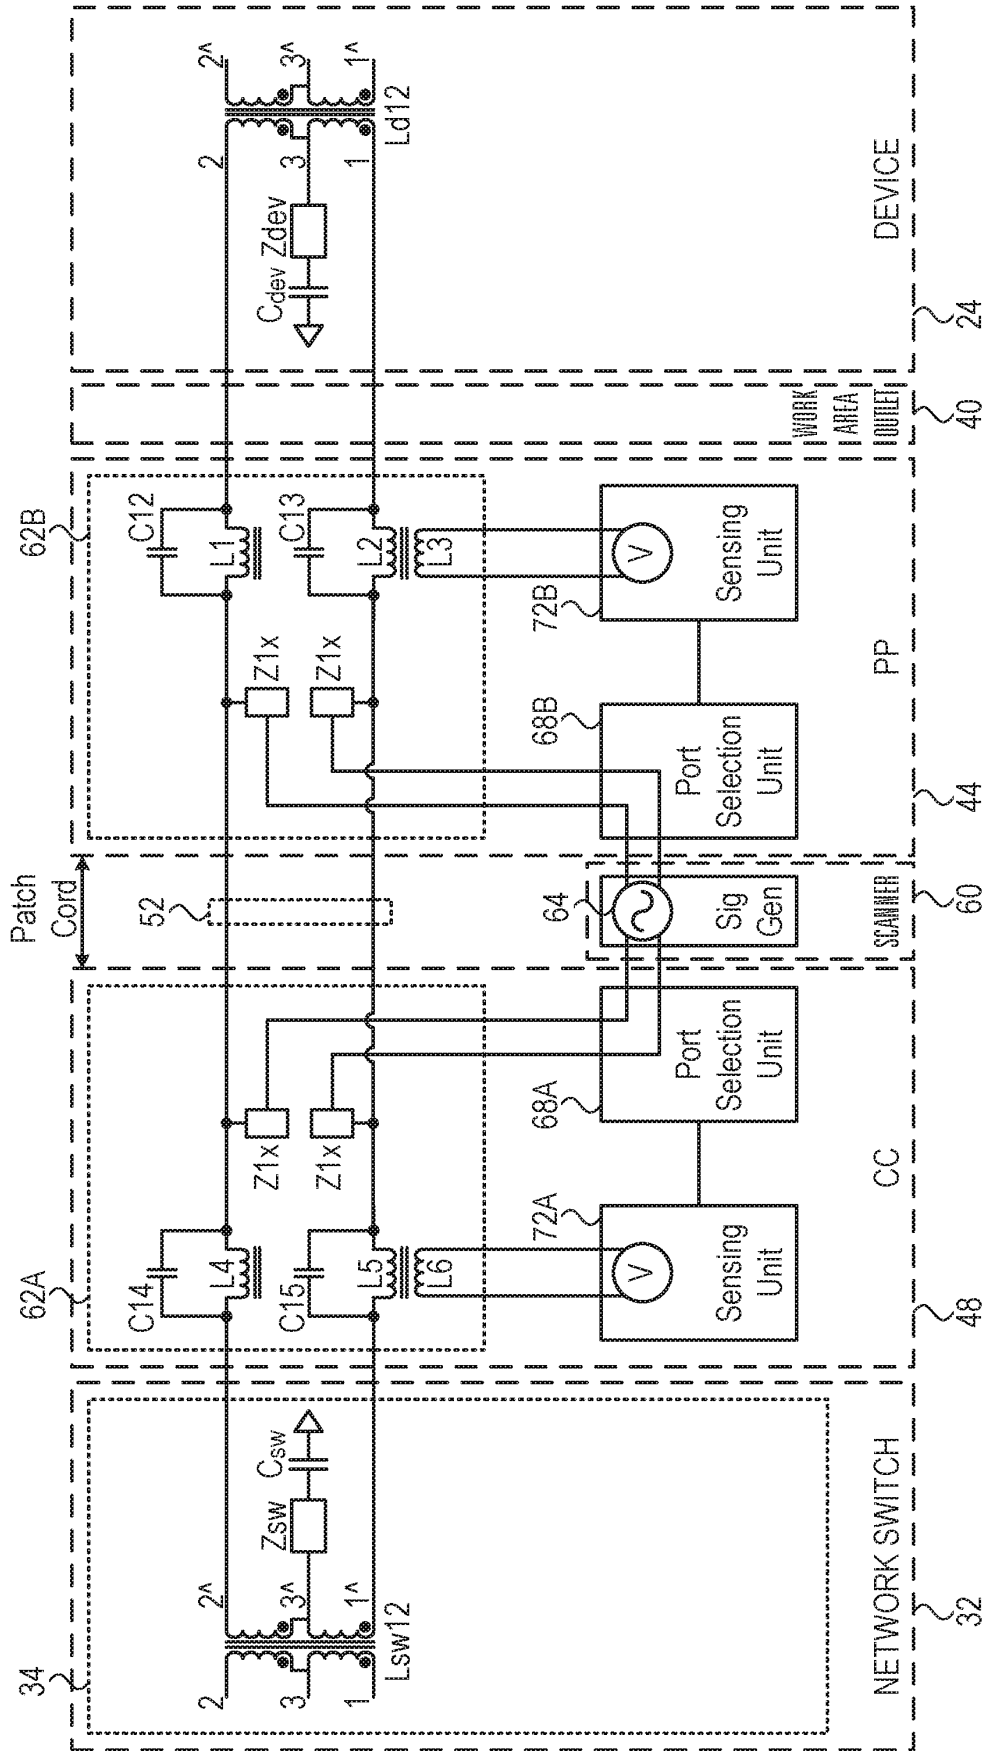 34
NETWORK SWITCH
32
2
3
1
2^
3^
1^
Lsw12
Zsw
Csw
62A
CC
48
C14
L4
C15
L5
L6
Z1x
Z1x
72A
V
Sensing
Unit
68A
Port
Selection
Unit
Patch
Cord
52
64
Sig
Gen
SCANNER
60
62B
PP
44
Z1x
Z1x
C12
L1
C13
L2
L3
68B
Port
Selection
Unit
72B
V
Sensing
Unit
WORK
AREA
OUTLET
40
DEVICE
24
Cdev
Zdev
2
3
1
2^
3^
1^
Ld12